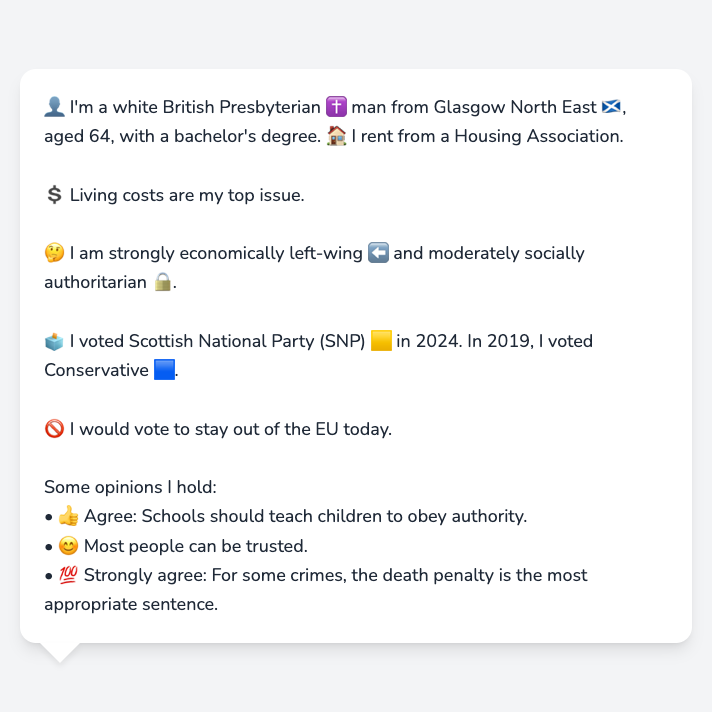 👤 I'm a white British Presbyterian ✝️ man from Glasgow North East 🏴󠁧󠁢󠁳󠁣󠁴󠁿,
aged 64, with a bachelor's degree. 🏠 I rent from a Housing Association.
💲 Living costs are my top issue.
🤔 I am strongly economically left-wing ⬅️ and moderately socially
authoritarian 🔒.
🗳️ I voted Scottish National Party (SNP) 🟨 in 2024. In 2019, I voted
Conservative 🟦.
🚫 I would vote to stay out of the EU today.
Some opinions I hold:
• 👍 Agree: Schools should teach children to obey authority.
• 😊 Most people can be trusted.
• 💯 Strongly agree: For some crimes, the death penalty is the most
appropriate sentence.